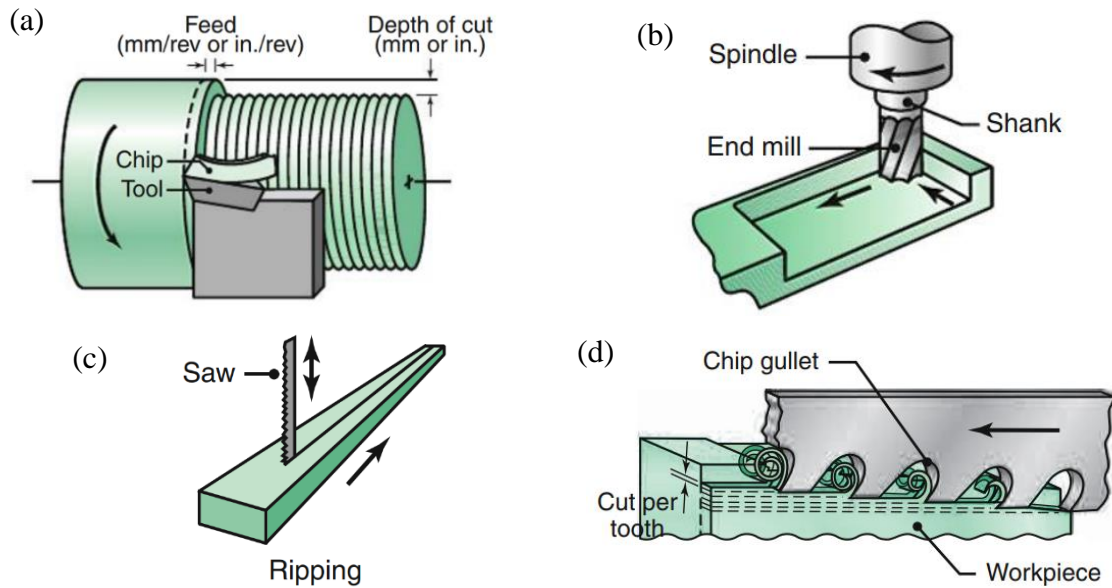 (a)
Feed
(mm/rev or in./rev)
Depth of cut
(mm or in.)
Chip
Tool
(b)
Spindle
Shank
End mill
(c)
Saw
Ripping
(d)
Chip gullet
Cut per
tooth
Workpiece